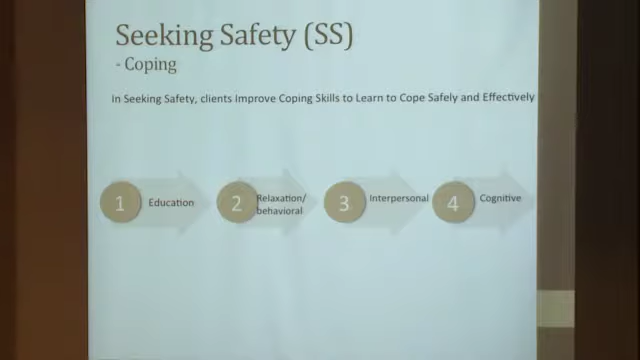 Seeking Safety (SS)
- Coping
In Seeking Safety, clients Improve Coping Skills to Learn to Cope Safely and Effectively
1 Education
2 Relaxation/
behavioral
3 Interpersonal
4 Cognitive